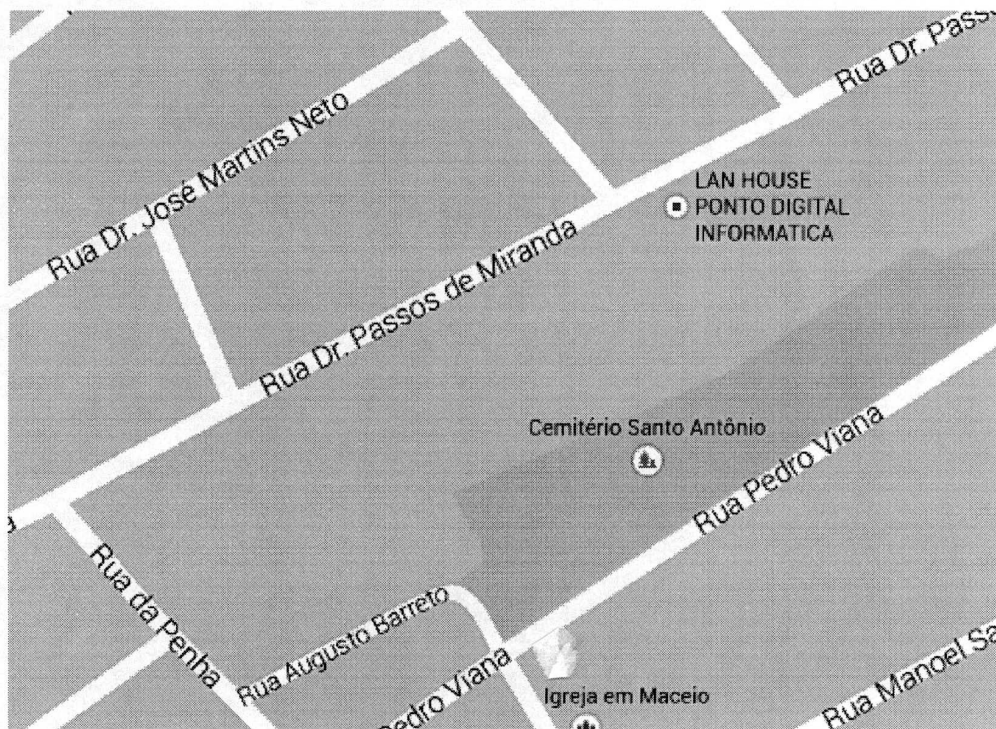 Rua Dr. Passo
Rua Dr. José Martins Neto
LAN HOUSE
PONTO DIGITAL
INFORMATICA
Rua Dr. Passos de Miranda
Cemitério Santo Antônio
Rua Pedro Viana
Rua da Penha
Rua Augusto Barreto
Pedro Viana
Igreja em Maceio
Rua Manoel Sa